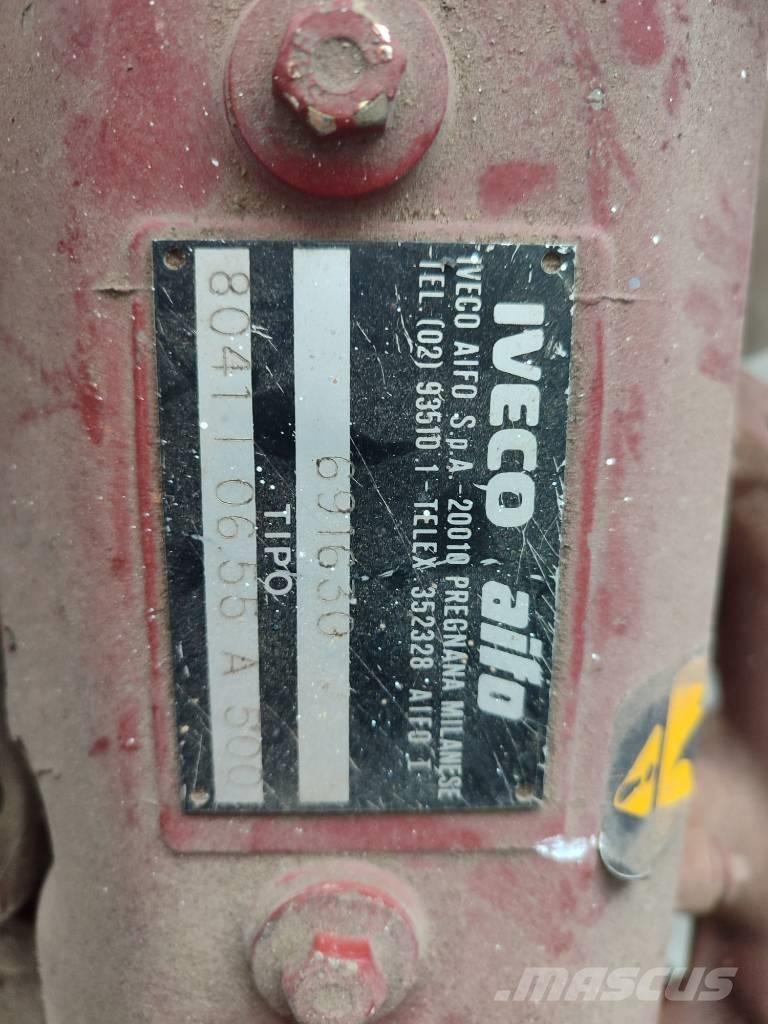 IVECO aifo
IVECO AIFO S.p.A. - 20010 PREGNANA MILANESE
TEL (02) 93510.1 - TELEX 352328 AIFO I
691630
TIPO
8041 I 06.55 A 500
MASCUS